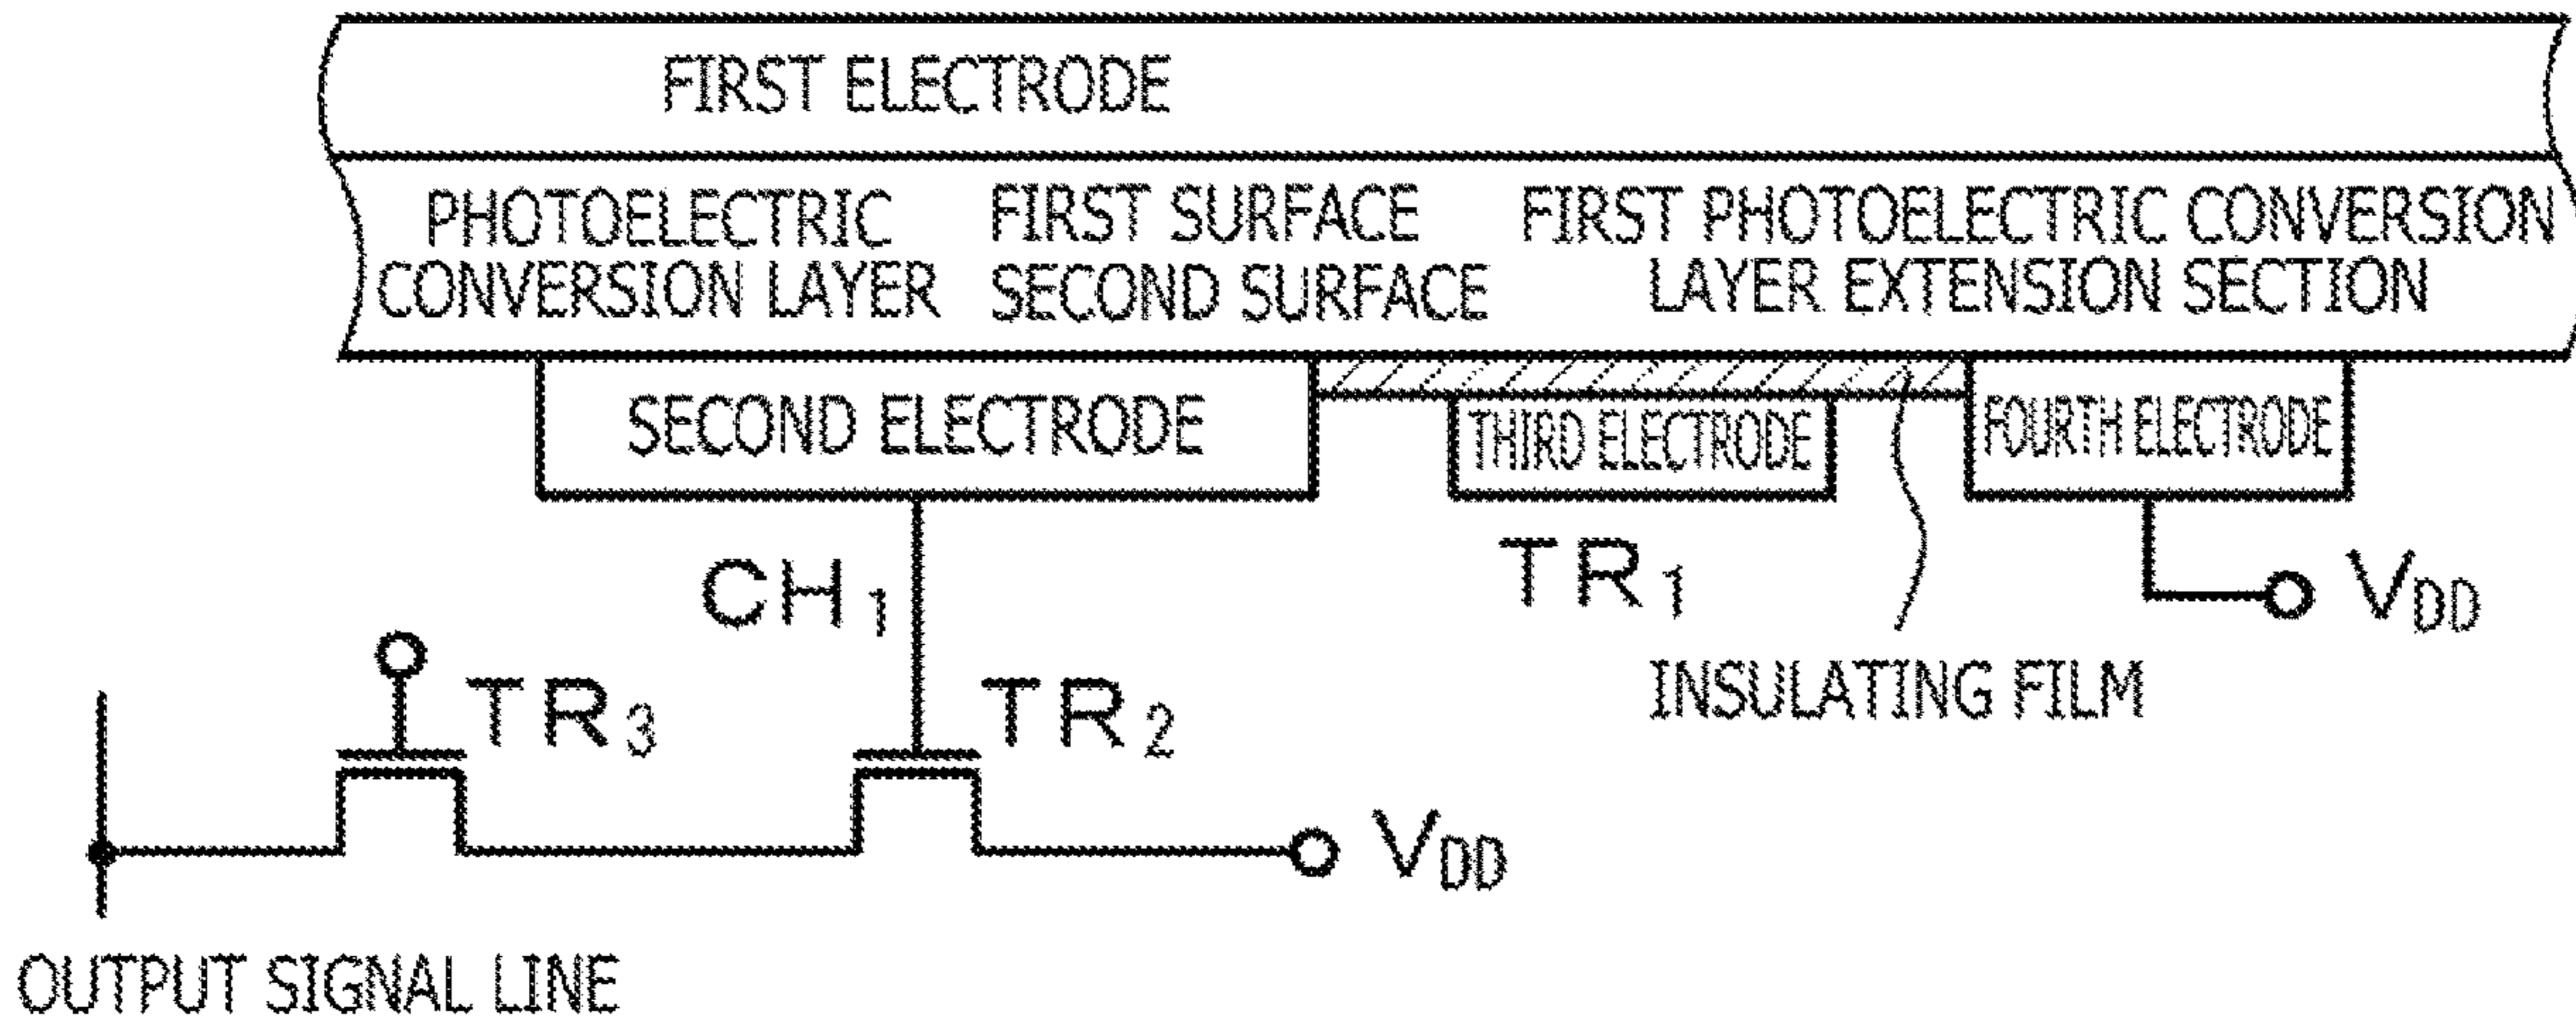 FIRST ELECTRODE
PHOTOELECTRIC
CONVERSION LAYER
FIRST SURFACE
SECOND SURFACE
FIRST PHOTOELECTRIC CONVERSION
LAYER EXTENSION SECTION
SECOND ELECTRODE
THIRD ELECTRODE
FOURTH ELECTRODE
CH1
TR1
VDD
INSULATING FILM
TR3
TR2
VDD
OUTPUT SIGNAL LINE